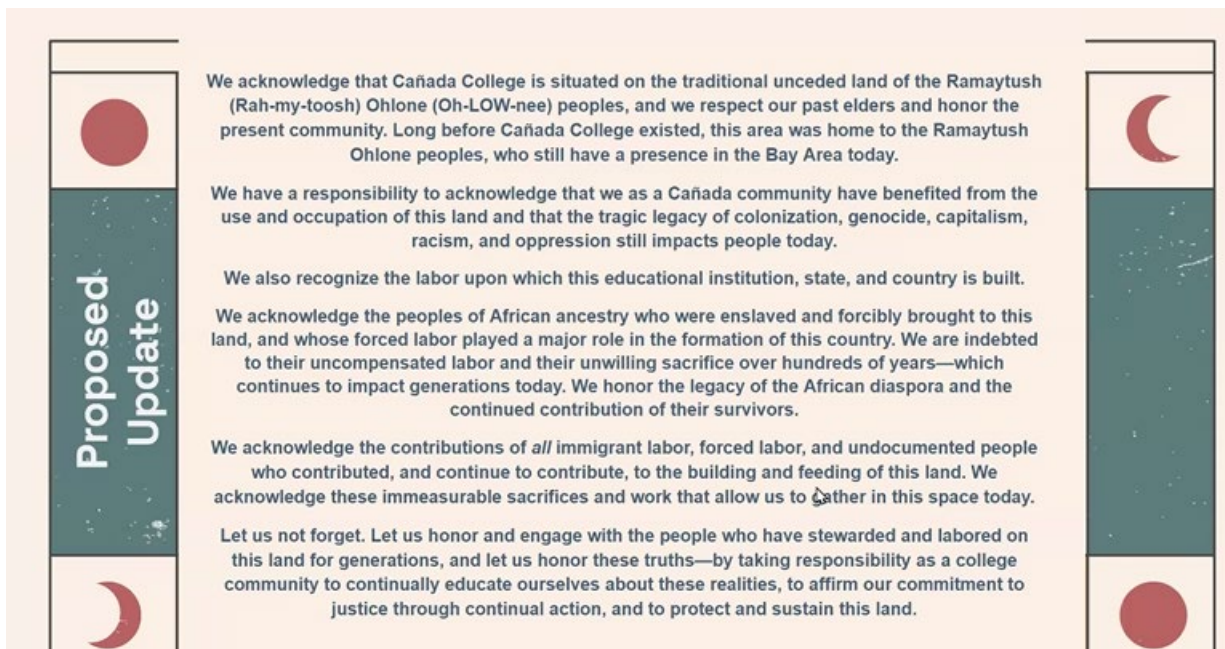 We acknowledge that Cañada College is situated on the traditional unceded land of the Ramaytush
(Rah-my-toosh) Ohlone (Oh-LOW-nee) peoples, and we respect our past elders and honor the
present community. Long before Cañada College existed, this area was home to the Ramaytush
Ohlone peoples, who still have a presence in the Bay Area today.
We have a responsibility to acknowledge that we as a Cañada community have benefited from the
use and occupation of this land and that the tragic legacy of colonization, genocide, capitalism,
racism, and oppression still impacts people today.
We also recognize the labor upon which this educational institution, state, and country is built.
We acknowledge the peoples of African ancestry who were enslaved and forcibly brought to this
land, and whose forced labor played a major role in the formation of this country. We are indebted
to their uncompensated labor and their unwilling sacrifice over hundreds of years—which
continues to impact generations today. We honor the legacy of the African diaspora and the
continued contribution of their survivors.
We acknowledge the contributions of all immigrant labor, forced labor, and undocumented people
who contributed, and continue to contribute, to the building and feeding of this land. We
acknowledge these immeasurable sacrifices and work that allow us to gather in this space today.
Let us not forget. Let us honor and engage with the people who have stewarded and labored on
this land for generations, and let us honor these truths—by taking responsibility as a college
community to continually educate ourselves about these realities, to affirm our commitment to
justice through continual action, and to protect and sustain this land.
Proposed
Update